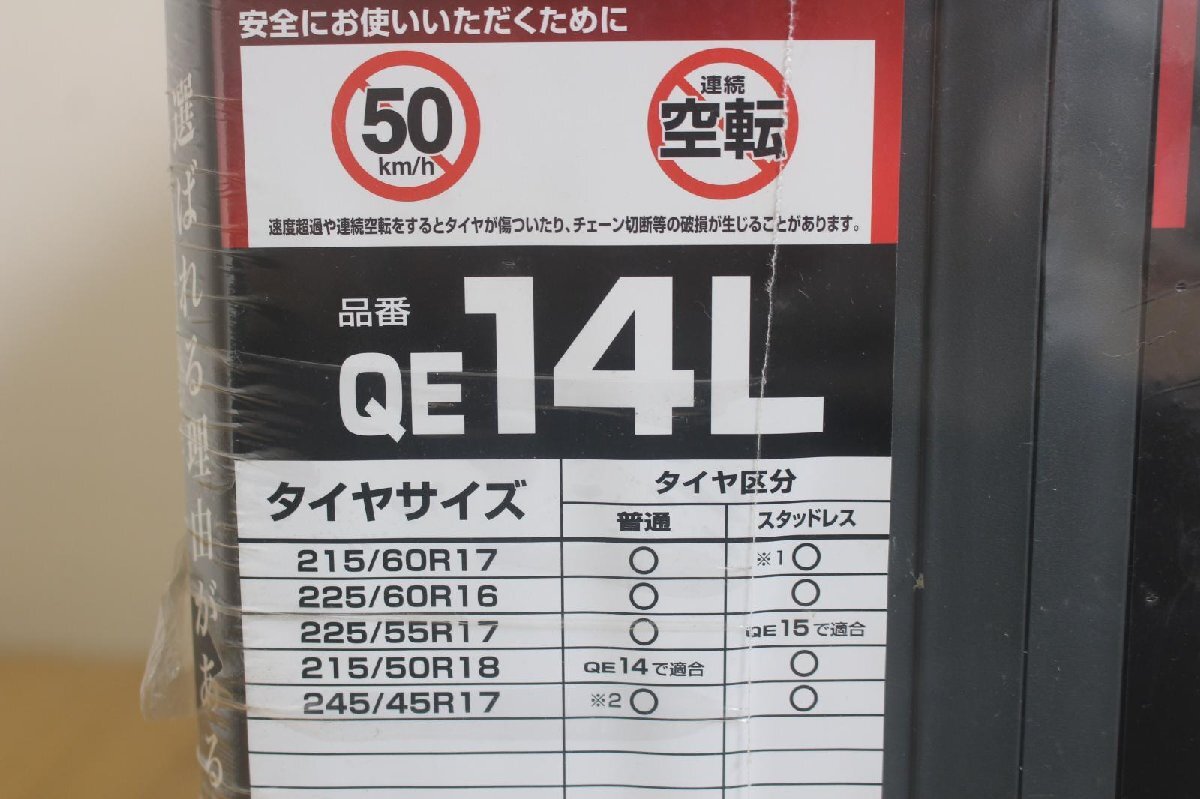 安全にお使いいただくために
50
km/h
連続
空転
速度超過や連続空転をするとタイヤが傷ついたり、チェーン切断等の破損が生じることがあります。
品番
QE14L
タイヤサイズ
タイヤ区分
普通
スタッドレス
215/60R17 ○ ※1○
225/60R16 ○ ○
225/55R17 ○ QE15で適合
215/50R18 QE14で適合 ○
245/45R17 ※2○ ○
選ばれる理由がある